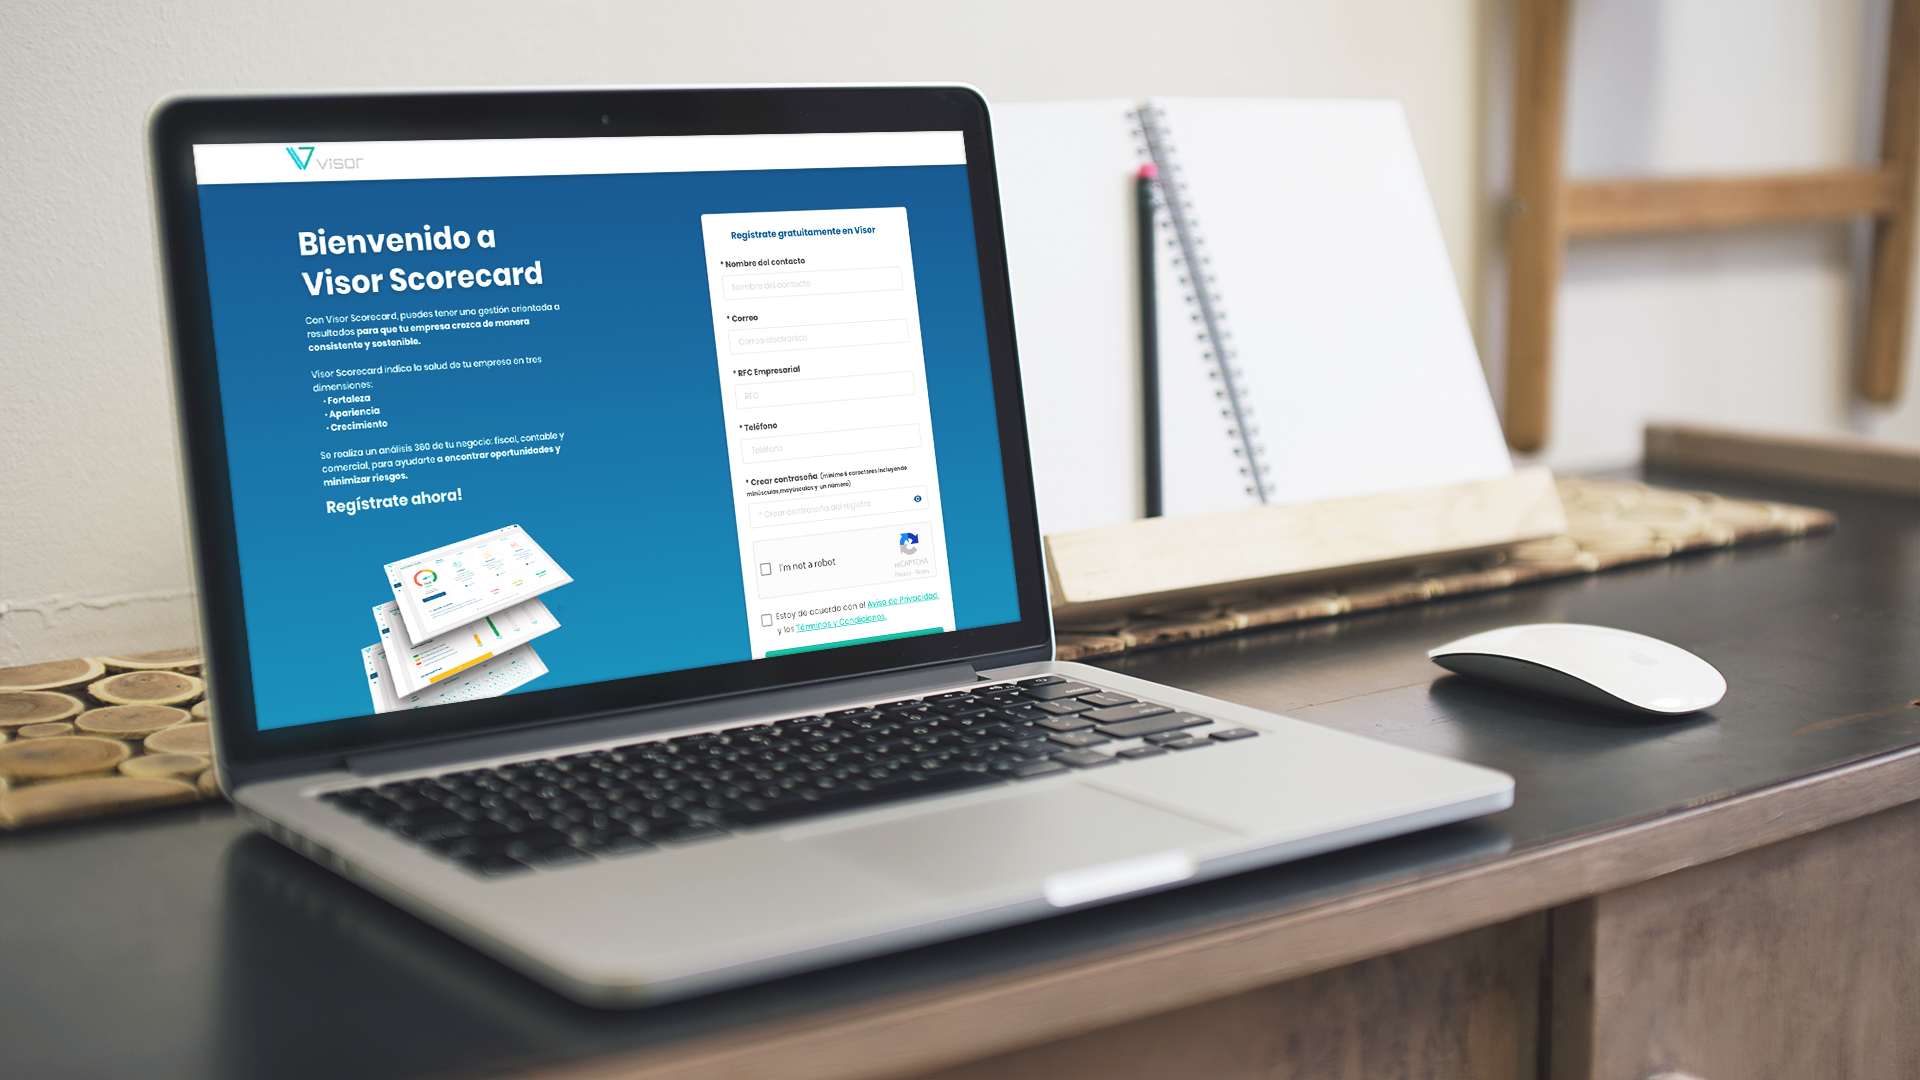 visor
Bienvenido a
Visor Scorecard
Con Visor Scorecard, puedes tener una gestión orientada a
resultados para que tu empresa crezca de manera
consistente y sostenible.
Visor Scorecard indica la salud de tu empresa en tres
dimensiones:
• Fortaleza
• Apariencia
• Crecimiento
Se realiza un análisis 360 de tu negocio: fiscal, contable y
comercial, para ayudarte a encontrar oportunidades y
minimizar riesgos.
Regístrate ahora!
Regístrate gratuitamente en Visor
* Nombre del contacto
Nombre del contacto
* Correo
Correo electrónico
* RFC Empresarial
RFC
* Teléfono
Teléfono
* Crear contraseña (mínimo 6 caracteres incluyendo
minúsculas,mayúsculas y un número)
* Crear contraseña del registro
I'm not a robot
reCAPTCHA
Privacy - Terms
Estoy de acuerdo con el Aviso de Privacidad
y los Términos y Condiciones.